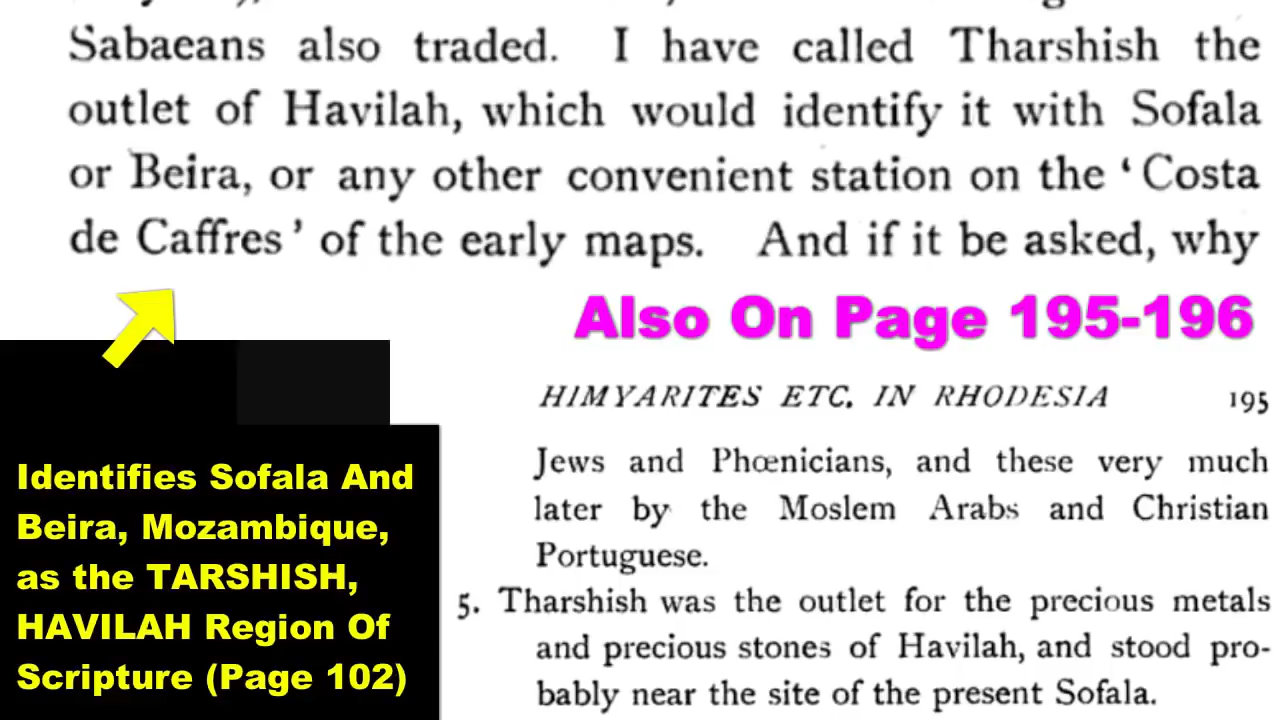 Sabaeans also traded. I have called Tharshish the
outlet of Havilah, which would identify it with Sofala
or Beira, or any other convenient station on the ‘Costa
de Caffres’ of the early maps. And if it be asked, why
Also On Page 195-196
HIMYARITES ETC. IN RHODESIA 195
Jews and Phœnicians, and these very much
later by the Moslem Arabs and Christian
Portuguese.
5. Tharshish was the outlet for the precious metals
and precious stones of Havilah, and stood pro-
bably near the site of the present Sofala.
Identifies Sofala And
Beira, Mozambique,
as the TARSHISH,
HAVILAH Region Of
Scripture (Page 102)